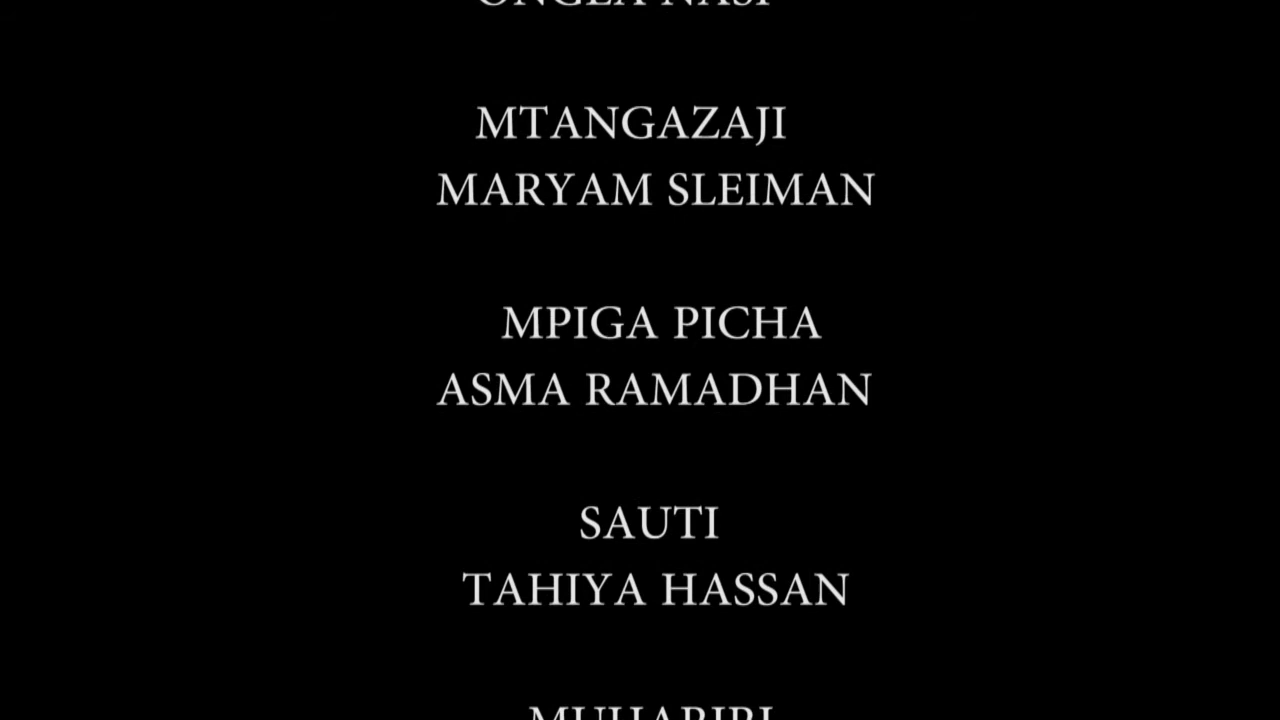 MTANGAZAJI
MARYAM SLEIMAN
MPIGA PICHA
ASMA RAMADHAN
SAUTI
TAHIYA HASSAN